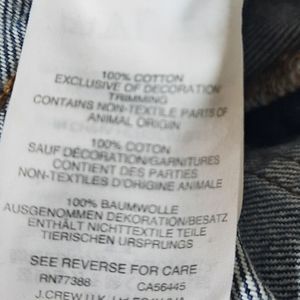 100% COTTON
EXCLUSIVE OF DECORATION
TRIMMING
CONTAINS NON-TEXTILE PARTS OF
ANIMAL ORIGIN
100% COTON
SAUF DÉCORATION/GARNITURES
CONTIENT DES PARTIES
NON-TEXTILES D'ORIGINE ANIMALE
100% BAUMWOLLE
AUSGENOMMEN DEKORATION/BESATZ
ENTHÄLT NICHTTEXTILE TEILE
TIERISCHEN URSPRUNGS
SEE REVERSE FOR CARE
RN77388 CA56445
J.CREW U.K.